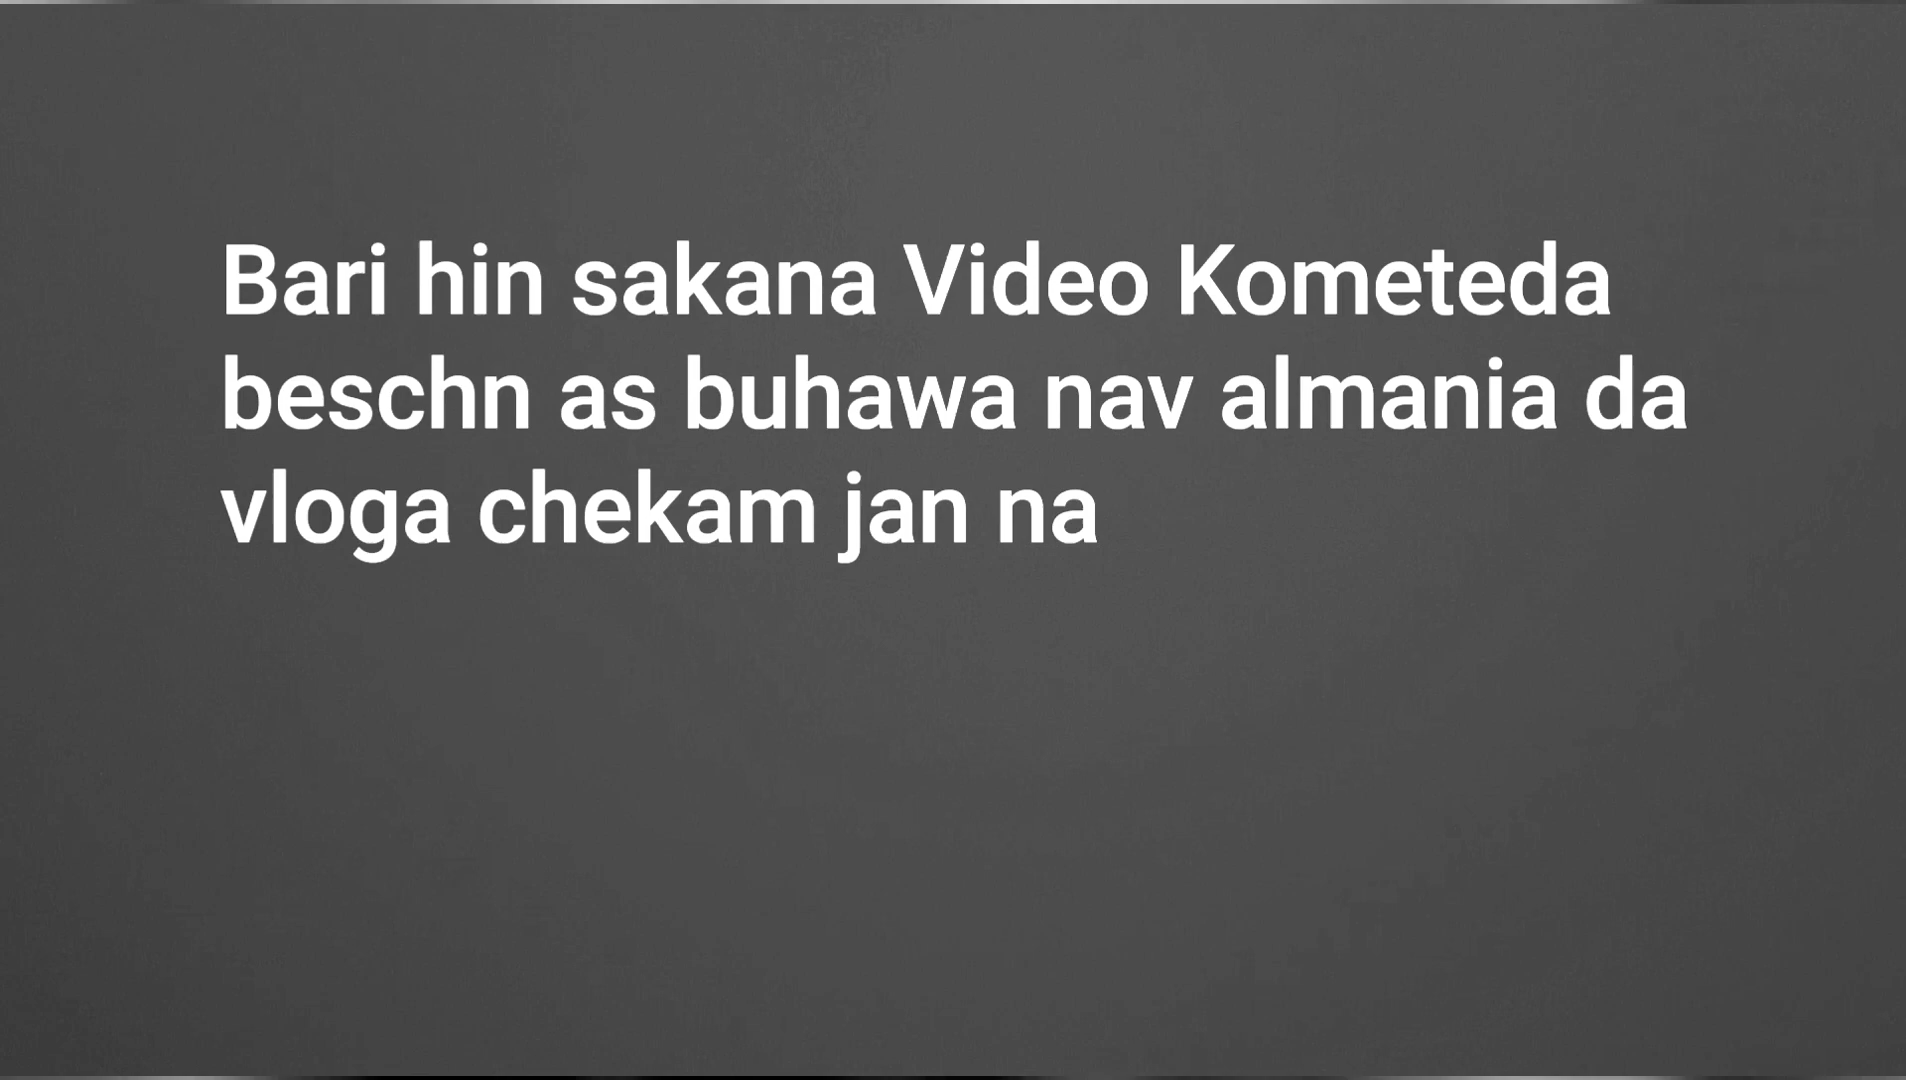 Bari hin sakana Video Kometeda
beschn as buhawa nav almania da
vloga chekam jan na